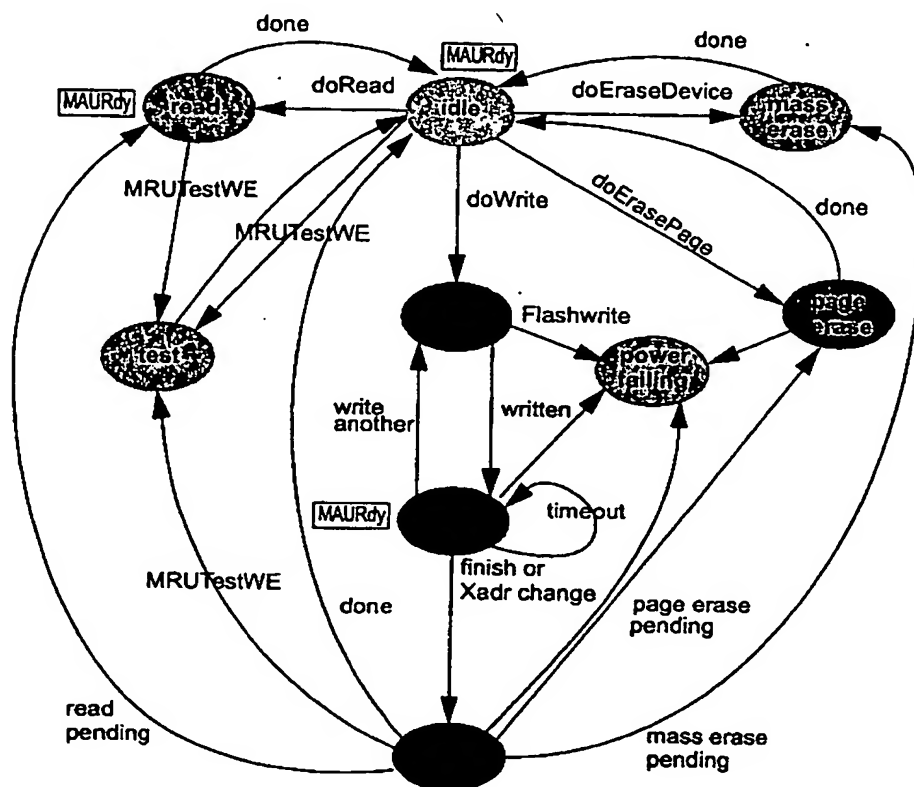 done
done
MAURdy
MAURdy
read
doRead
idle
doEraseDevice
mass
erase
MRUTestWE
MRUTestWE
doWrite
doErasePage
done
page
erase
Flashwrite
test
power
failing
write
another
written
MAURdy
timeout
finish or
Xadr change
MRUTestWE
done
page erase
pending
read
pending
mass erase
pending